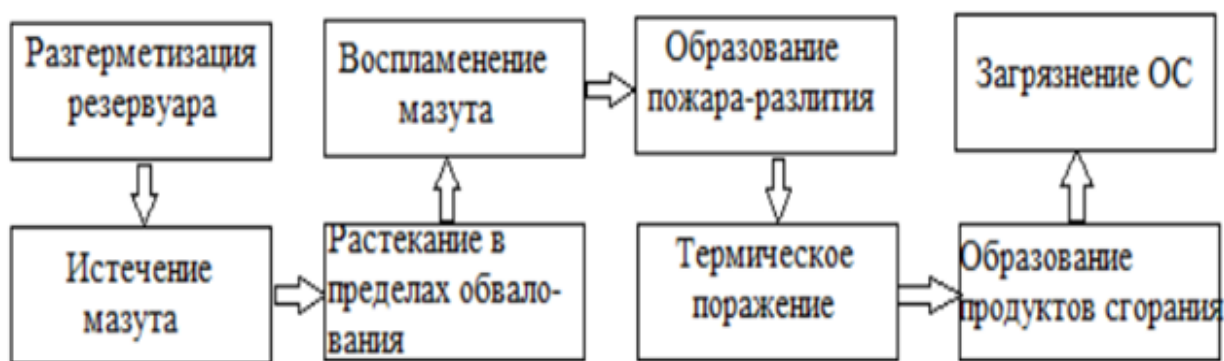 Разгерметизация
резервуара
Истечение
мазута
Растекание в
пределах обвало-
вания
Воспламенение
мазута
Образование
пожара-разлития
Термическое
поражение
Образование
продуктов сгорания
Загрязнение ОС